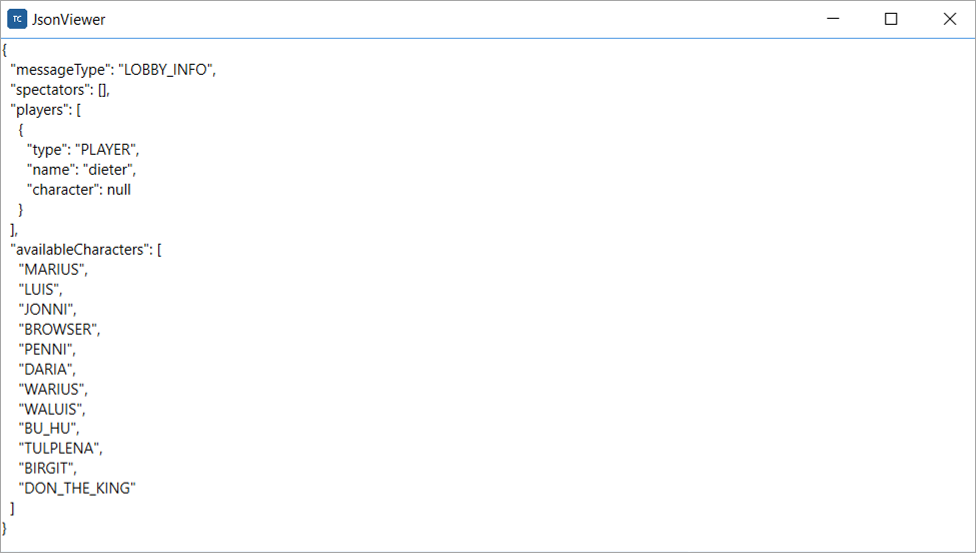 TC JsonViewer
{
"messageType": "LOBBY_INFO",
"spectators": [],
"players": [
{
"type": "PLAYER",
"name": "dieter",
"character": null
}
],
"availableCharacters": [
"MARIUS",
"LUIS",
"JONNI",
"BROWSER",
"PENNI",
"DARIA",
"WARIUS",
"WALUIS",
"BU_HU",
"TULPLENA",
"BIRGIT",
"DON_THE_KING"
]
}